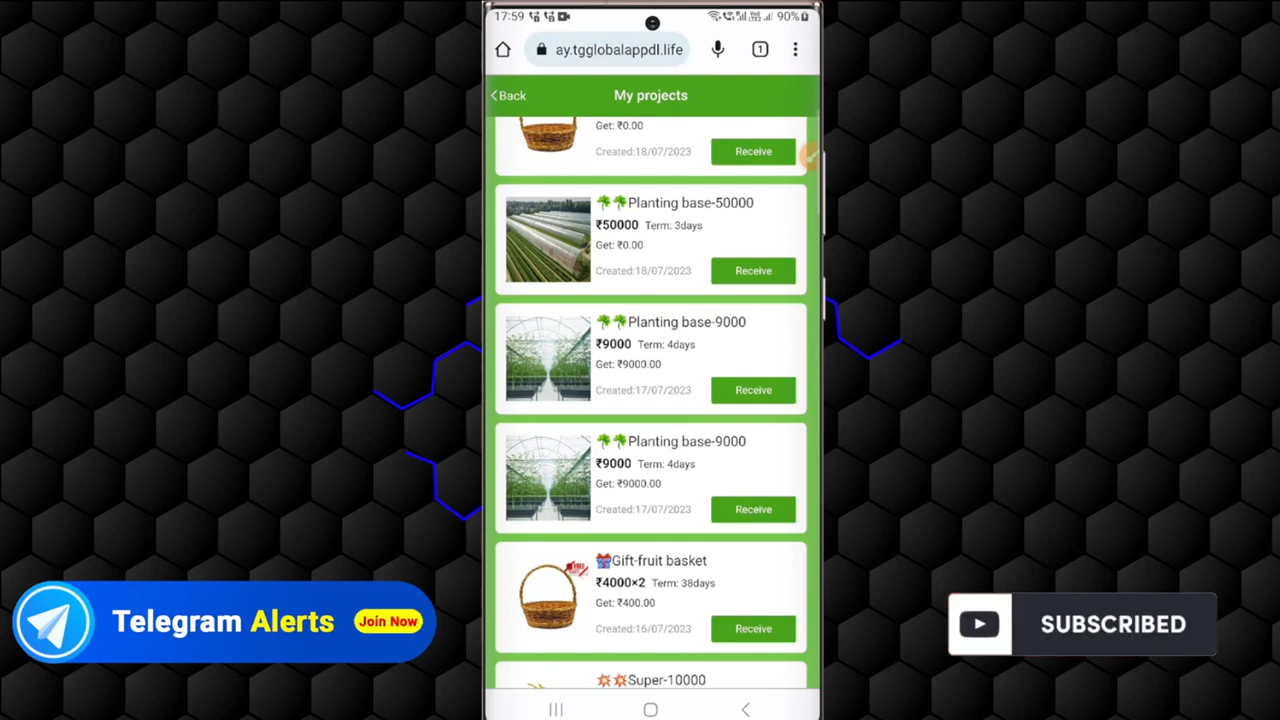 17:59
90%
ay.tgglobalappdl.life
1
Back
My projects
Get: ₹0.00
Created:18/07/2023
Receive
🌴🌴Planting base-50000
₹50000 Term: 3days
Get: ₹0.00
Created:18/07/2023
Receive
🌴🌴Planting base-9000
₹9000 Term: 4days
Get: ₹9000.00
Created:17/07/2023
Receive
🌴🌴Planting base-9000
₹9000 Term: 4days
Get: ₹9000.00
Created:17/07/2023
Receive
🎁Gift-fruit basket
₹4000×2 Term: 38days
Get: ₹400.00
Created:16/07/2023
Receive
💥💥Super-10000
Telegram Alerts
Join Now
SUBSCRIBED